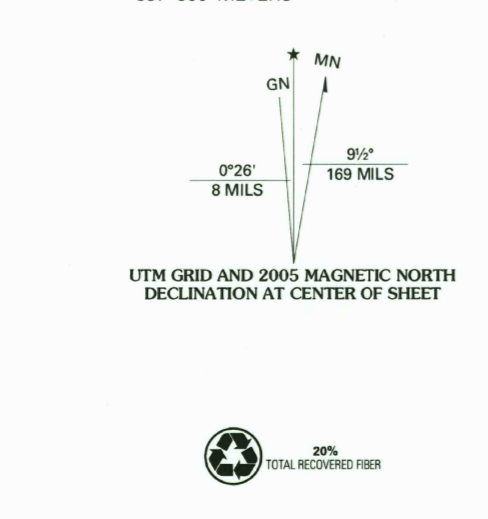 ★
MN
GN
0°26'
8 MILS
9½°
169 MILS
UTM GRID AND 2005 MAGNETIC NORTH
DECLINATION AT CENTER OF SHEET
20%
TOTAL RECOVERED FIBER